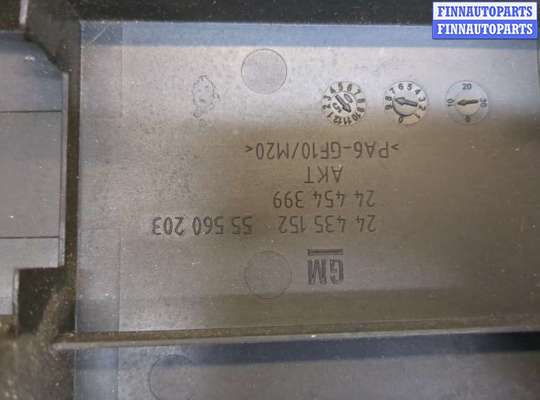 FINNAUTOPARTS
FINNAUTOPARTS
GM
24 435 152 55 560 203
24 454 399
AKT
>PA6-GF10/M20<